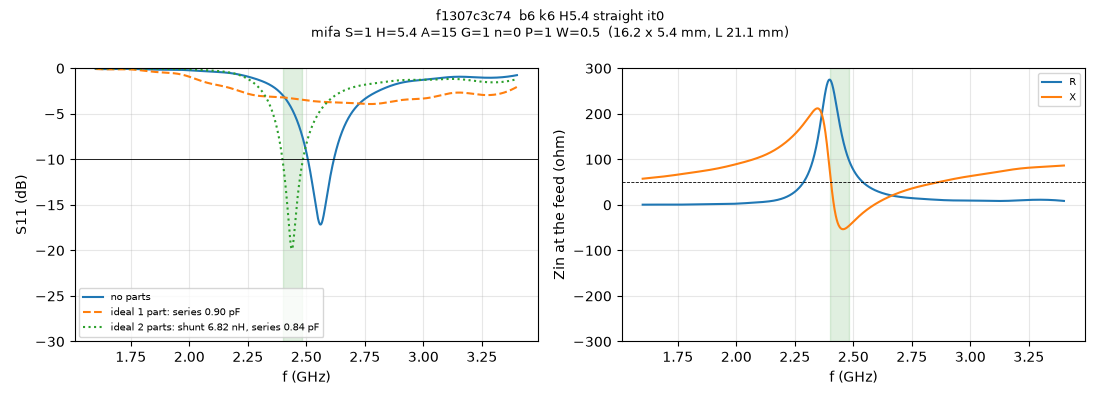 f1307c3c74  b6 k6 H5.4 straight it0
mifa S=1 H=5.4 A=15 G=1 n=0 P=1 W=0.5  (16.2 x 5.4 mm, L 21.1 mm)
S11 (dB)
0
−5
−10
−15
−20
−25
−30
no parts
ideal 1 part: series 0.90 pF
ideal 2 parts: shunt 6.82 nH, series 0.84 pF
1.75 2.00 2.25 2.50 2.75 3.00 3.25
f (GHz)
Zin at the feed (ohm)
300
200
100
0
−100
−200
−300
R
X
1.75 2.00 2.25 2.50 2.75 3.00 3.25
f (GHz)